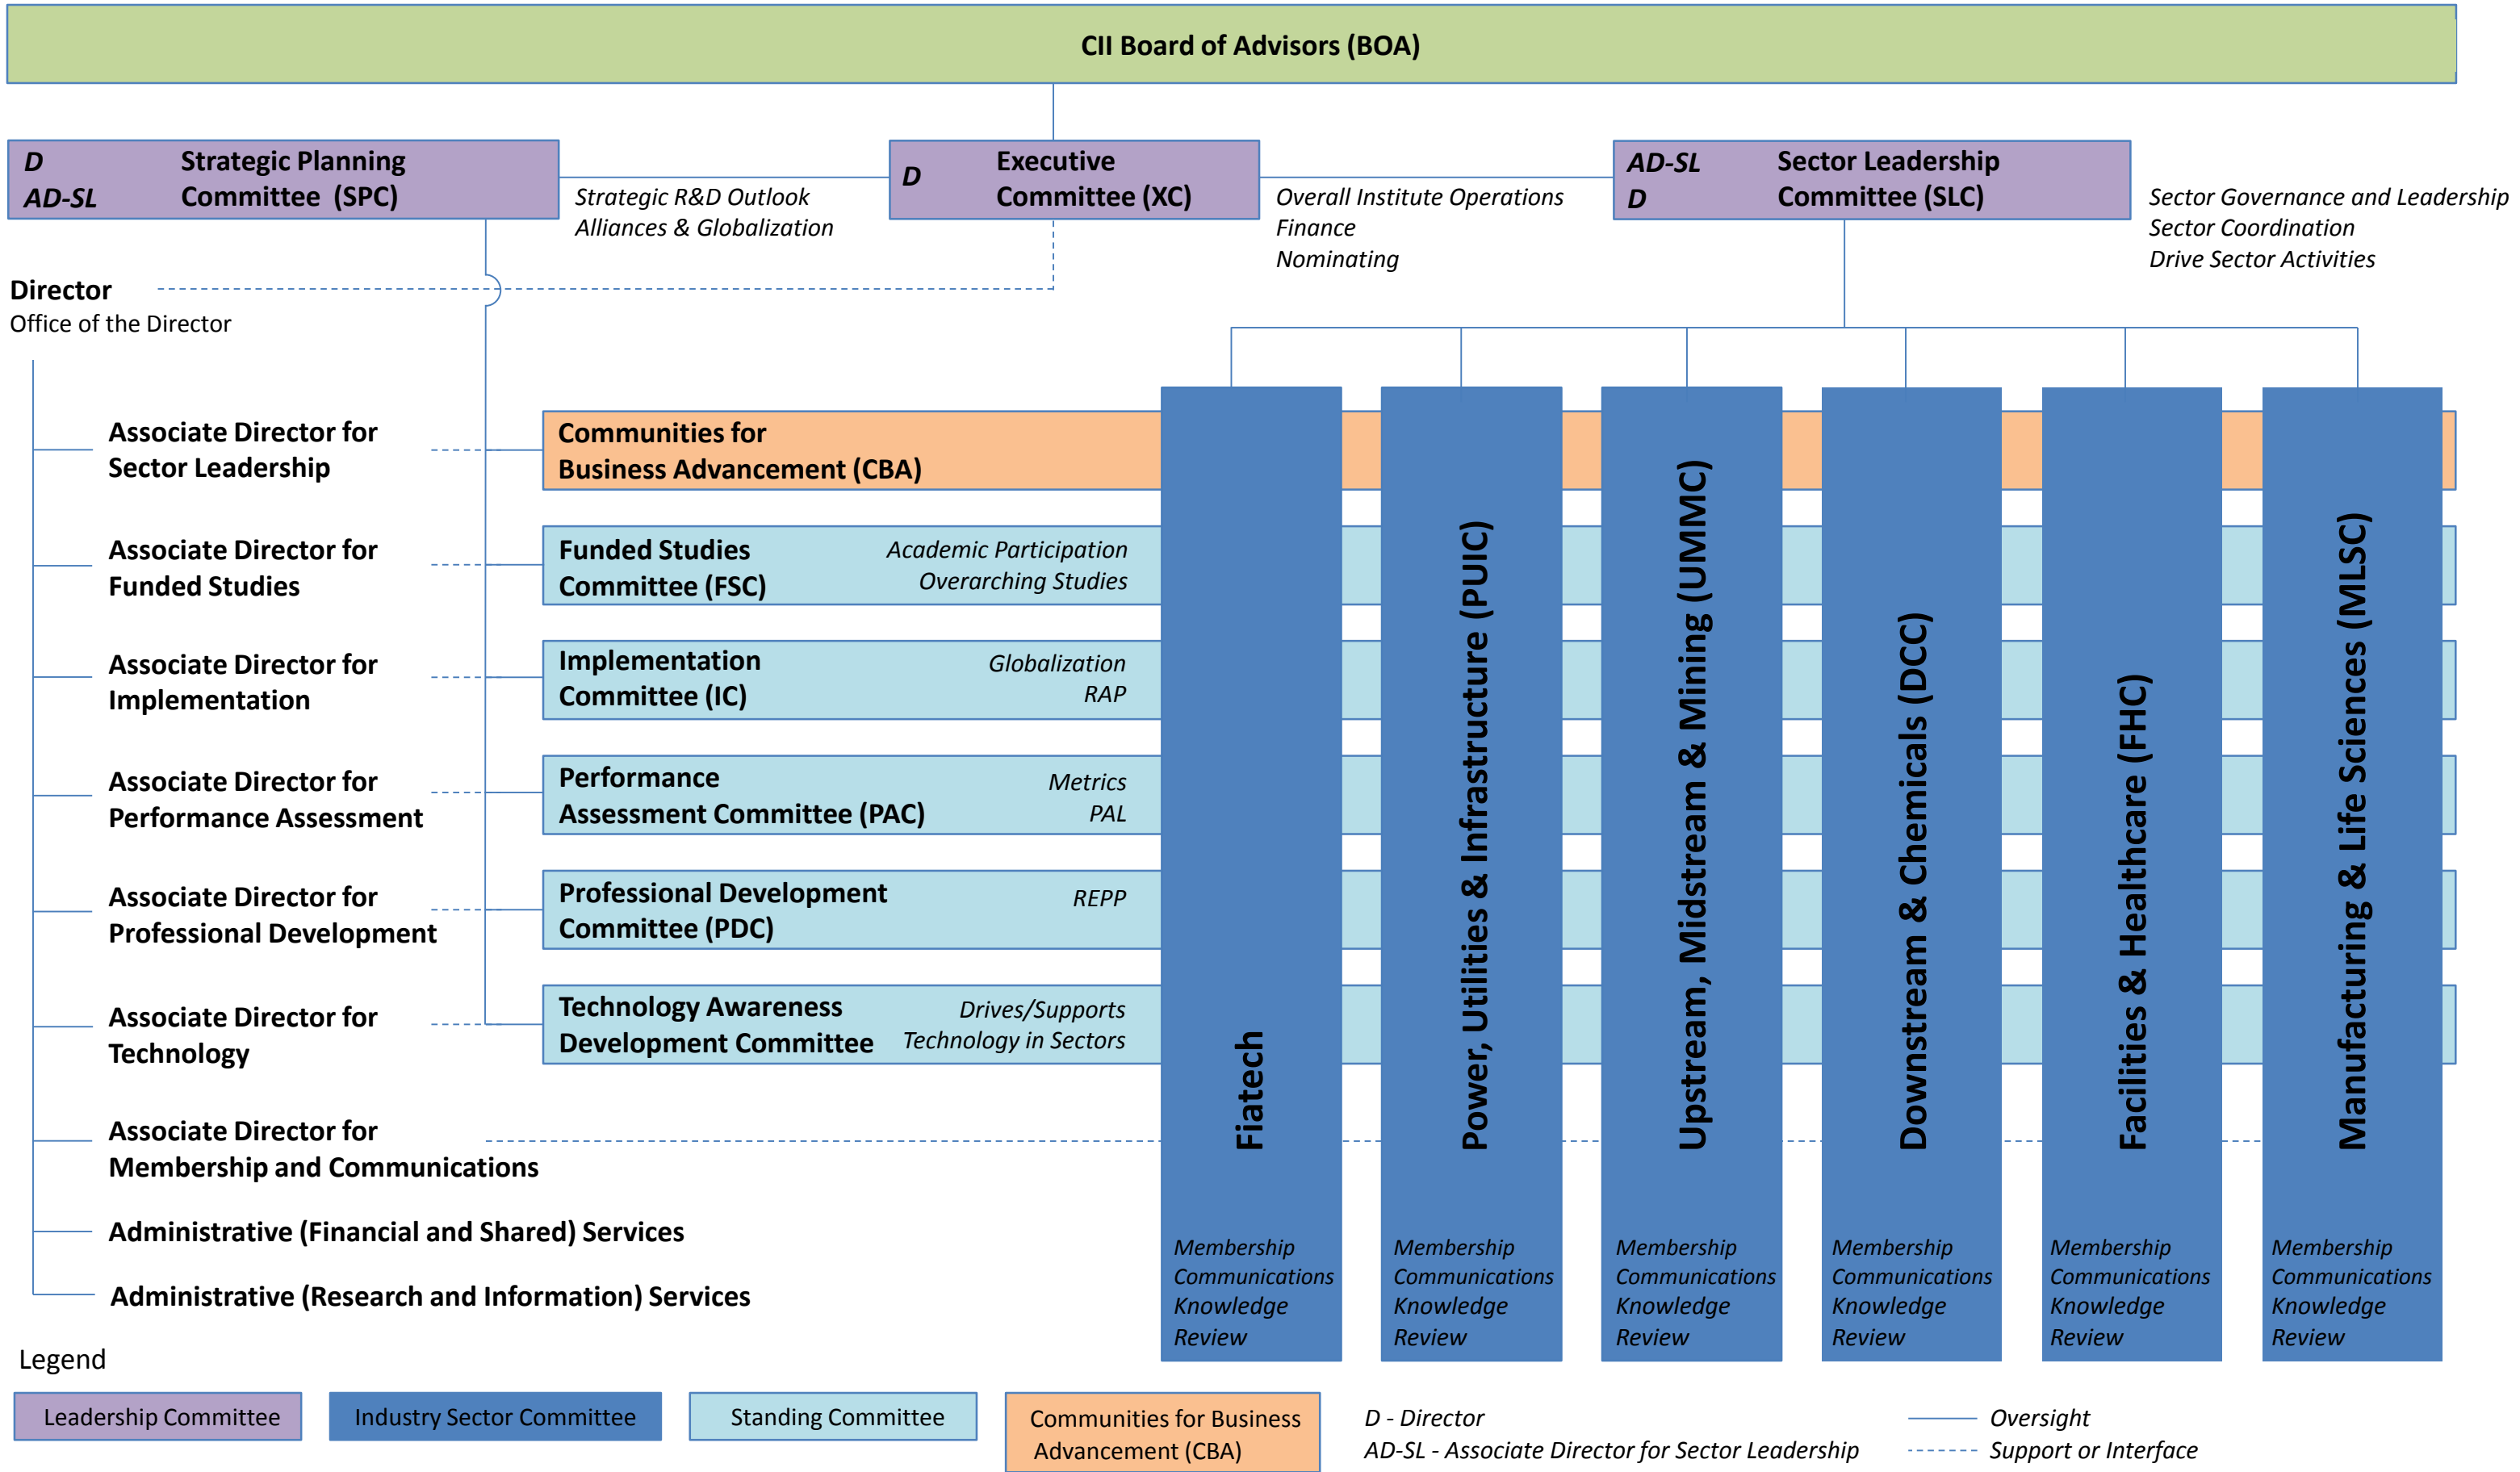 CII Board of Advisors (BOA)
D
AD-SL
Strategic Planning
Committee (SPC)
Strategic R&D Outlook
Alliances & Globalization
D
Executive
Committee (XC)
Overall Institute Operations
Finance
Nominating
AD-SL
D
Sector Leadership
Committee (SLC)
Sector Governance and Leadership
Sector Coordination
Drive Sector Activities
Director
Office of the Director
Associate Director for
Sector Leadership
Communities for
Business Advancement (CBA)
Associate Director for
Funded Studies
Funded Studies
Committee (FSC)
Academic Participation
Overarching Studies
Associate Director for
Implementation
Implementation
Committee (IC)
Globalization
RAP
Associate Director for
Performance Assessment
Performance
Assessment Committee (PAC)
Metrics
PAL
Associate Director for
Professional Development
Professional Development
Committee (PDC)
REPP
Associate Director for
Technology
Technology Awareness
Development Committee
Drives/Supports
Technology in Sectors
Associate Director for
Membership and Communications
Administrative (Financial and Shared) Services
Administrative (Research and Information) Services
Fiatech
Membership
Communications
Knowledge
Review
Power, Utilities & Infrastructure (PUIC)
Membership
Communications
Knowledge
Review
Upstream, Midstream & Mining (UMMC)
Membership
Communications
Knowledge
Review
Downstream & Chemicals (DCC)
Membership
Communications
Knowledge
Review
Facilities & Healthcare (FHC)
Membership
Communications
Knowledge
Review
Manufacturing & Life Sciences (MLSC)
Membership
Communications
Knowledge
Review
Legend
Leadership Committee
Industry Sector Committee
Standing Committee
Communities for Business
Advancement (CBA)
D - Director
AD-SL - Associate Director for Sector Leadership
Oversight
Support or Interface